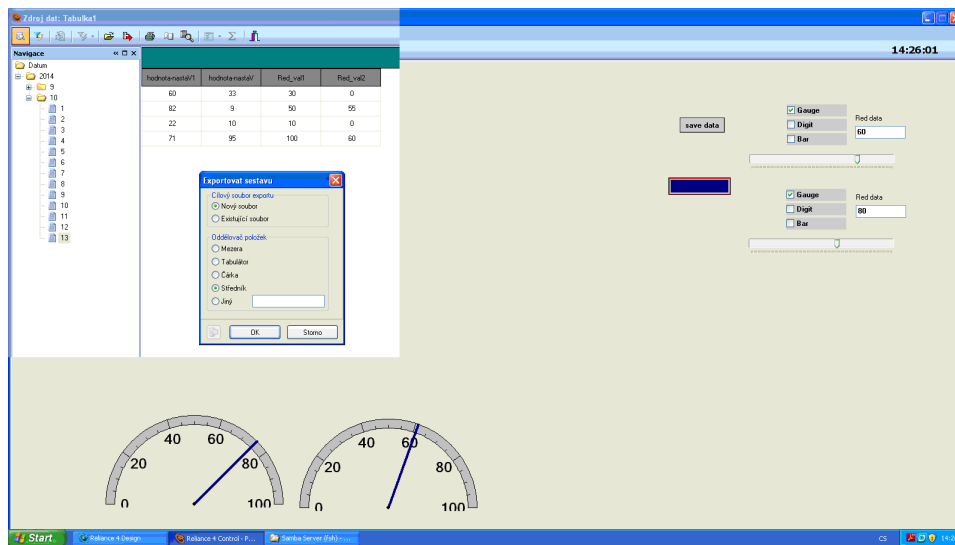 Zdroj dat: Tabulka1
14:26:01
Navigace
Datum
2014
9
10
1
2
3
4
5
6
7
8
9
10
11
12
13
hodnota-nastaV1 hodnota-nastaV Red_val1 Red_val2
60 33 30 0
82 9 50 55
22 10 10 0
71 95 100 60
Exportovat sestavu
Cílový soubor exportu
Nový soubor
Existující soubor
Oddělovač položek
Mezera
Tabulátor
Čárka
Středník
Jiný
OK Storno
save data
Gauge
Digit
Bar
Red data
60
Gauge
Digit
Bar
Red data
80
0 20 40 60 80 100
0 20 40 60 80 100
Start Reliance 4 Design Reliance 4 Control - P... Samba Server (fsh) - ... CS